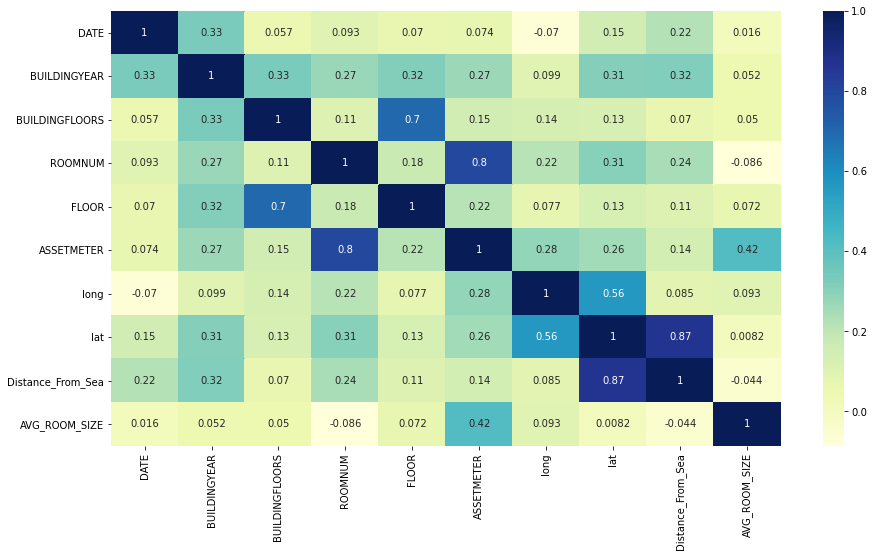 DATE 1 0.33 0.057 0.093 0.07 0.074 -0.07 0.15 0.22 0.016
BUILDINGYEAR 0.33 1 0.33 0.27 0.32 0.27 0.099 0.31 0.32 0.052
BUILDINGFLOORS 0.057 0.33 1 0.11 0.7 0.15 0.14 0.13 0.07 0.05
ROOMNUM 0.093 0.27 0.11 1 0.18 0.8 0.22 0.31 0.24 -0.086
FLOOR 0.07 0.32 0.7 0.18 1 0.22 0.077 0.13 0.11 0.072
ASSETMETER 0.074 0.27 0.15 0.8 0.22 1 0.28 0.26 0.14 0.42
long -0.07 0.099 0.14 0.22 0.077 0.28 1 0.56 0.085 0.093
lat 0.15 0.31 0.13 0.31 0.13 0.26 0.56 1 0.87 0.0082
Distance_From_Sea 0.22 0.32 0.07 0.24 0.11 0.14 0.085 0.87 1 -0.044
AVG_ROOM_SIZE 0.016 0.052 0.05 -0.086 0.072 0.42 0.093 0.0082 -0.044 1
DATE
BUILDINGYEAR
BUILDINGFLOORS
ROOMNUM
FLOOR
ASSETMETER
long
lat
Distance_From_Sea
AVG_ROOM_SIZE
1.0
0.8
0.6
0.4
0.2
0.0